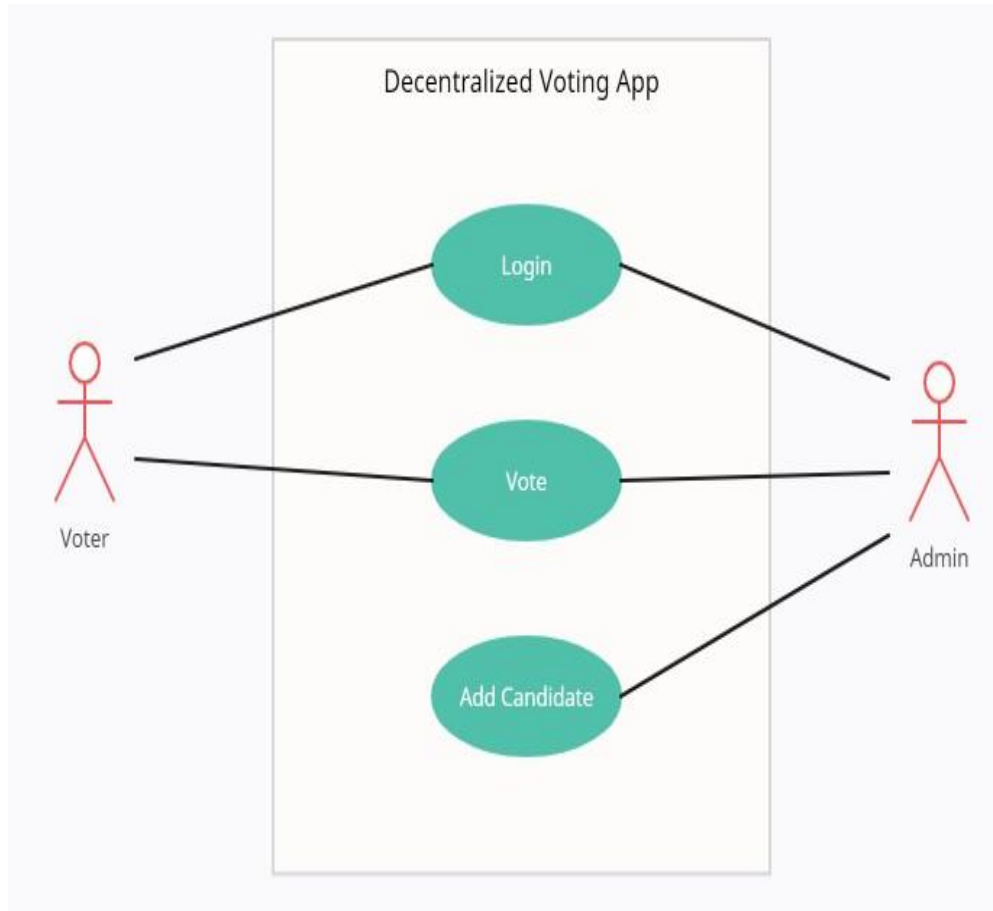 Decentralized Voting App
Login
Vote
Add Candidate
Voter
Admin